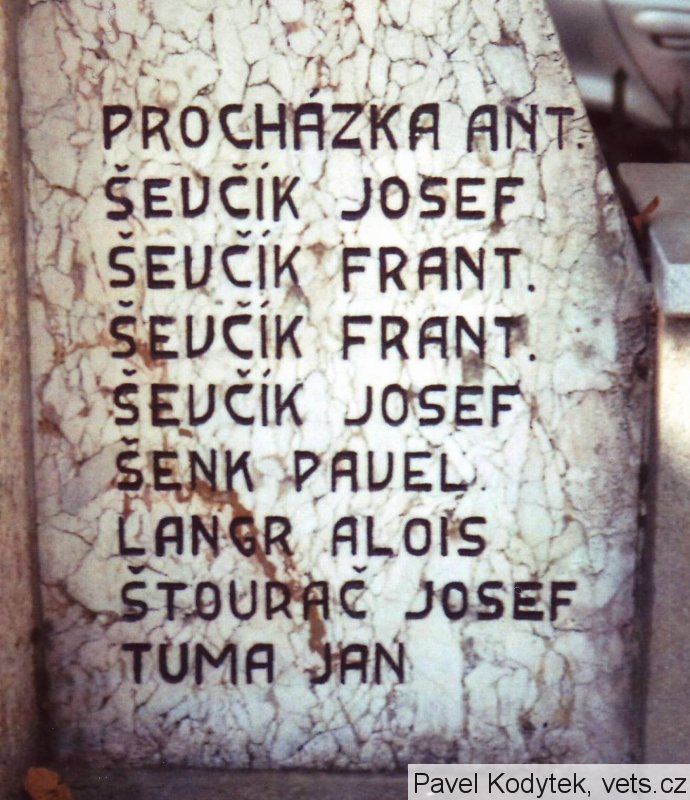 PROCHÁZKA ANT.
ŠEVČÍK JOSEF
ŠEVČÍK FRANT.
ŠEVČÍK FRANT.
ŠEVČÍK JOSEF
ŠENK PAVEL
LANGR ALOIS
ŠTOURAČ JOSEF
TUMA JAN
Pavel Kodytek, vets.cz